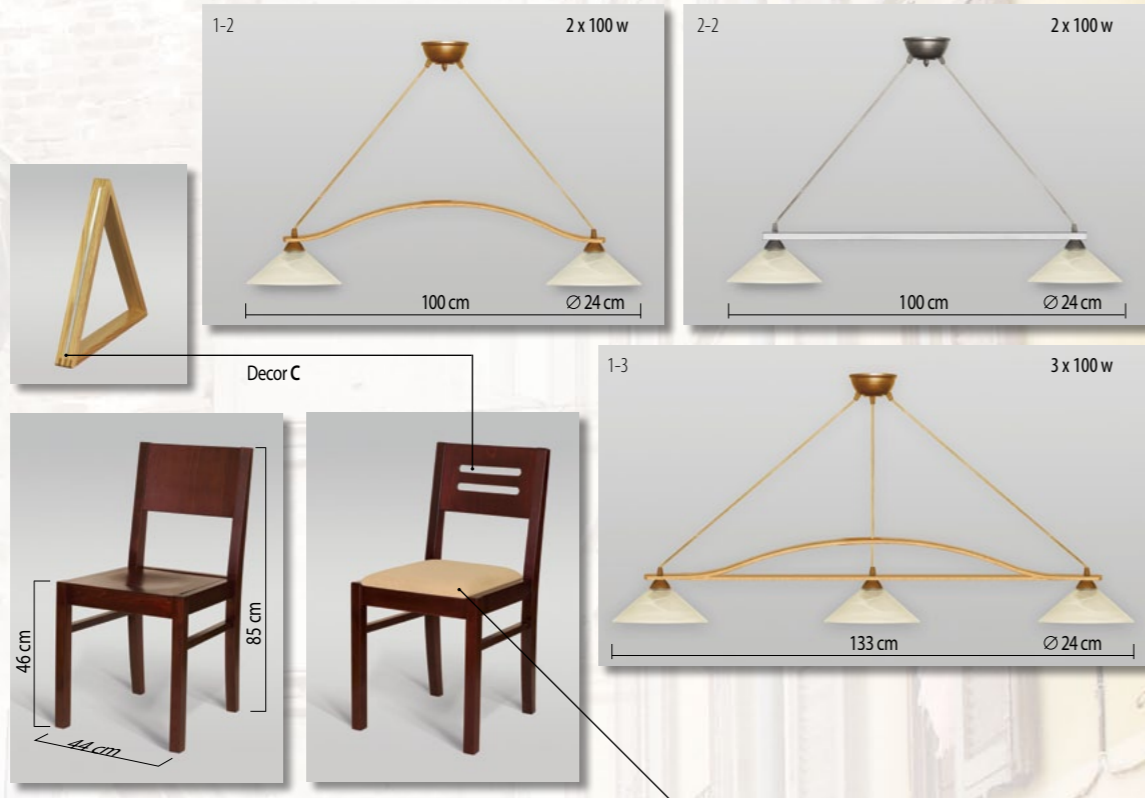 1-2 2 x 100 w
100 cm ∅ 24 cm
2-2 2 x 100 w
100 cm ∅ 24 cm
Decor C
1-3 3 x 100 w
133 cm ∅ 24 cm
46 cm
44 cm
85 cm